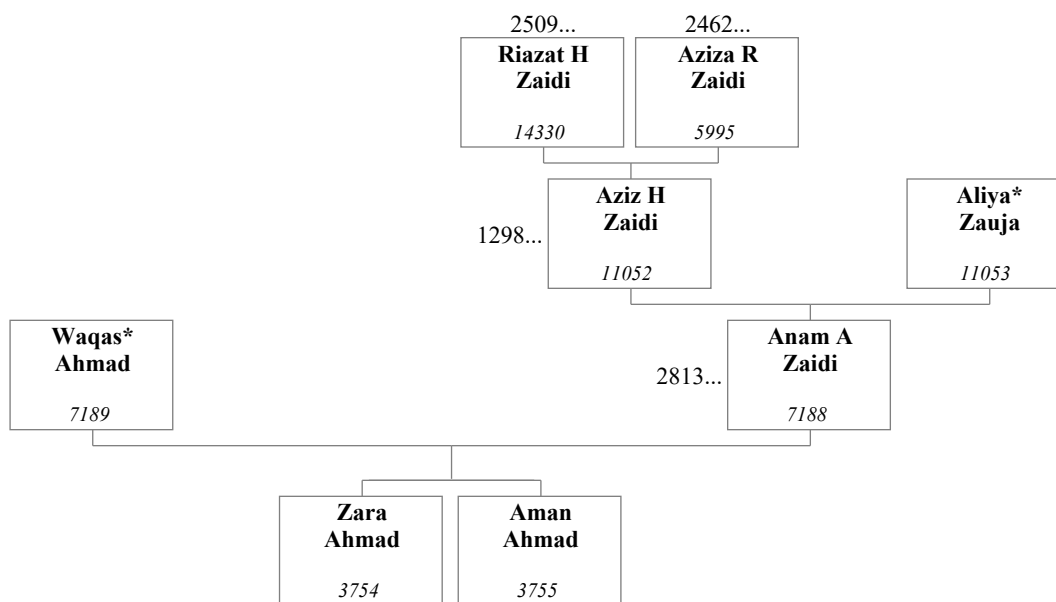 2509...
2462...
Riazat H
Zaidi
14330
Aziza R
Zaidi
5995
1298...
Aziz H
Zaidi
11052
Aliya*
Zauja
11053
Waqas*
Ahmad
7189
2813...
Anam A
Zaidi
7188
Zara
Ahmad
3754
Aman
Ahmad
3755